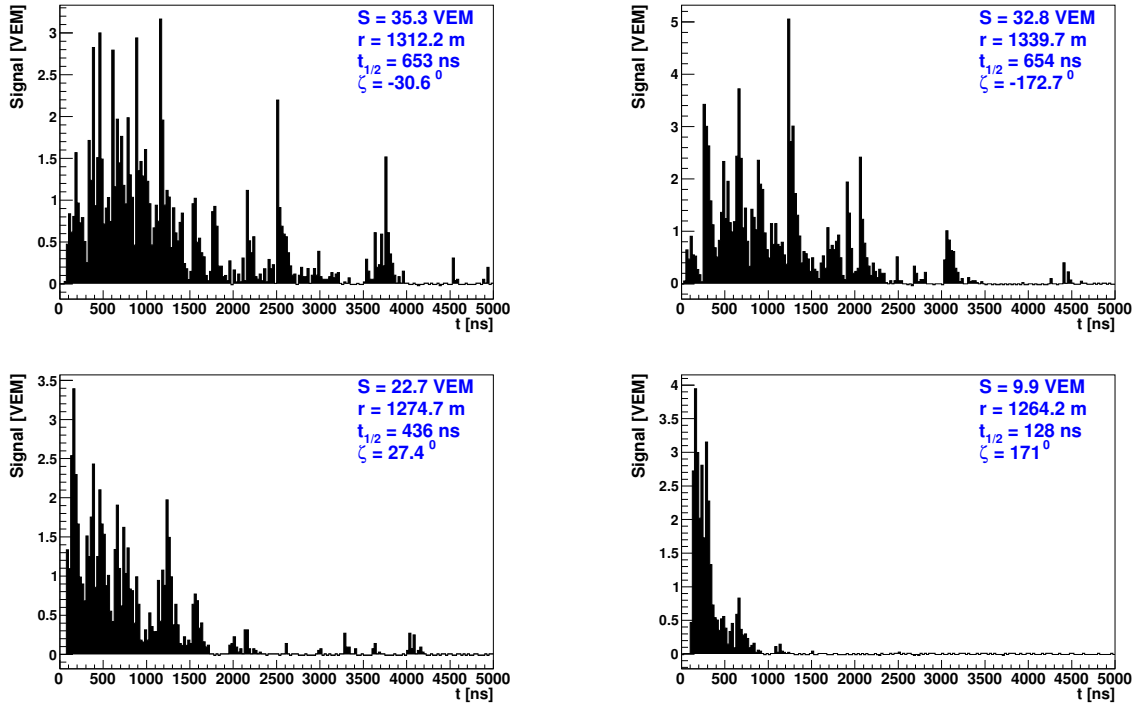 Signal [VEM]
S = 35.3 VEM
r = 1312.2 m
t1/2 = 653 ns
ζ = -30.6 0
3
2.5
2
1.5
1
0.5
0
0 500 1000 1500 2000 2500 3000 3500 4000 4500 5000
t [ns]
Signal [VEM]
S = 32.8 VEM
r = 1339.7 m
t1/2 = 654 ns
ζ = -172.7 0
5
4
3
2
1
0
0 500 1000 1500 2000 2500 3000 3500 4000 4500 5000
t [ns]
Signal [VEM]
S = 22.7 VEM
r = 1274.7 m
t1/2 = 436 ns
ζ = 27.4 0
3.5
3
2.5
2
1.5
1
0.5
0
0 500 1000 1500 2000 2500 3000 3500 4000 4500 5000
t [ns]
Signal [VEM]
S = 9.9 VEM
r = 1264.2 m
t1/2 = 128 ns
ζ = 171 0
4
3.5
3
2.5
2
1.5
1
0.5
0
0 500 1000 1500 2000 2500 3000 3500 4000 4500 5000
t [ns]